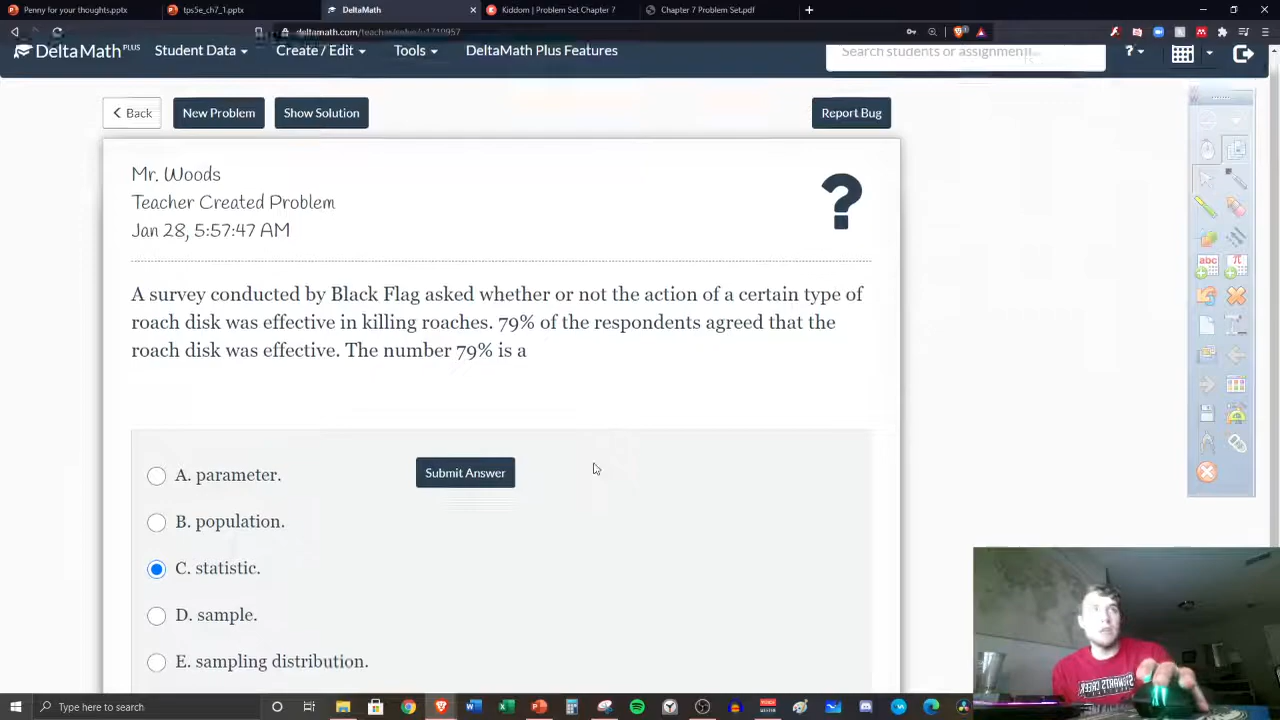 Penny for your thoughts.pptx
tps5e_ch7_1.pptx
DeltaMath
Kiddom | Problem Set Chapter 7
Chapter 7 Problem Set.pdf
DeltaMath PLUS
Student Data
Create / Edit
Tools
DeltaMath Plus Features
Search students or assignment
Back
New Problem
Show Solution
Report Bug
Mr. Woods
Teacher Created Problem
Jan 28, 5:57:47 AM
?
A survey conducted by Black Flag asked whether or not the action of a certain type of
roach disk was effective in killing roaches. 79% of the respondents agreed that the
roach disk was effective. The number 79% is a
A. parameter.
Submit Answer
B. population.
C. statistic.
D. sample.
E. sampling distribution.
abc
π
Type here to search